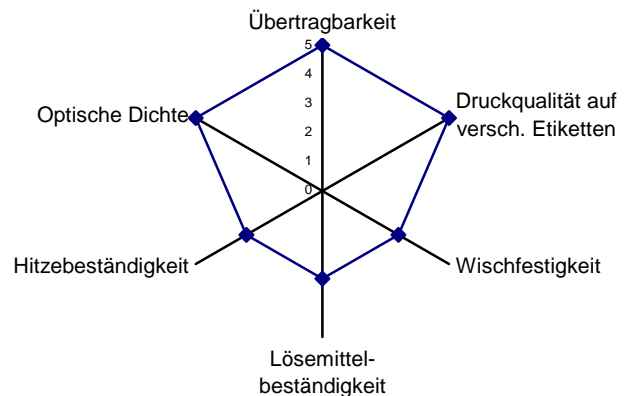 Übertragbarkeit
5
4
3
2
1
0
Druckqualität auf
versch. Etiketten
Wischfestigkeit
Lösemittel-
beständigkeit
Hitzebeständigkeit
Optische Dichte